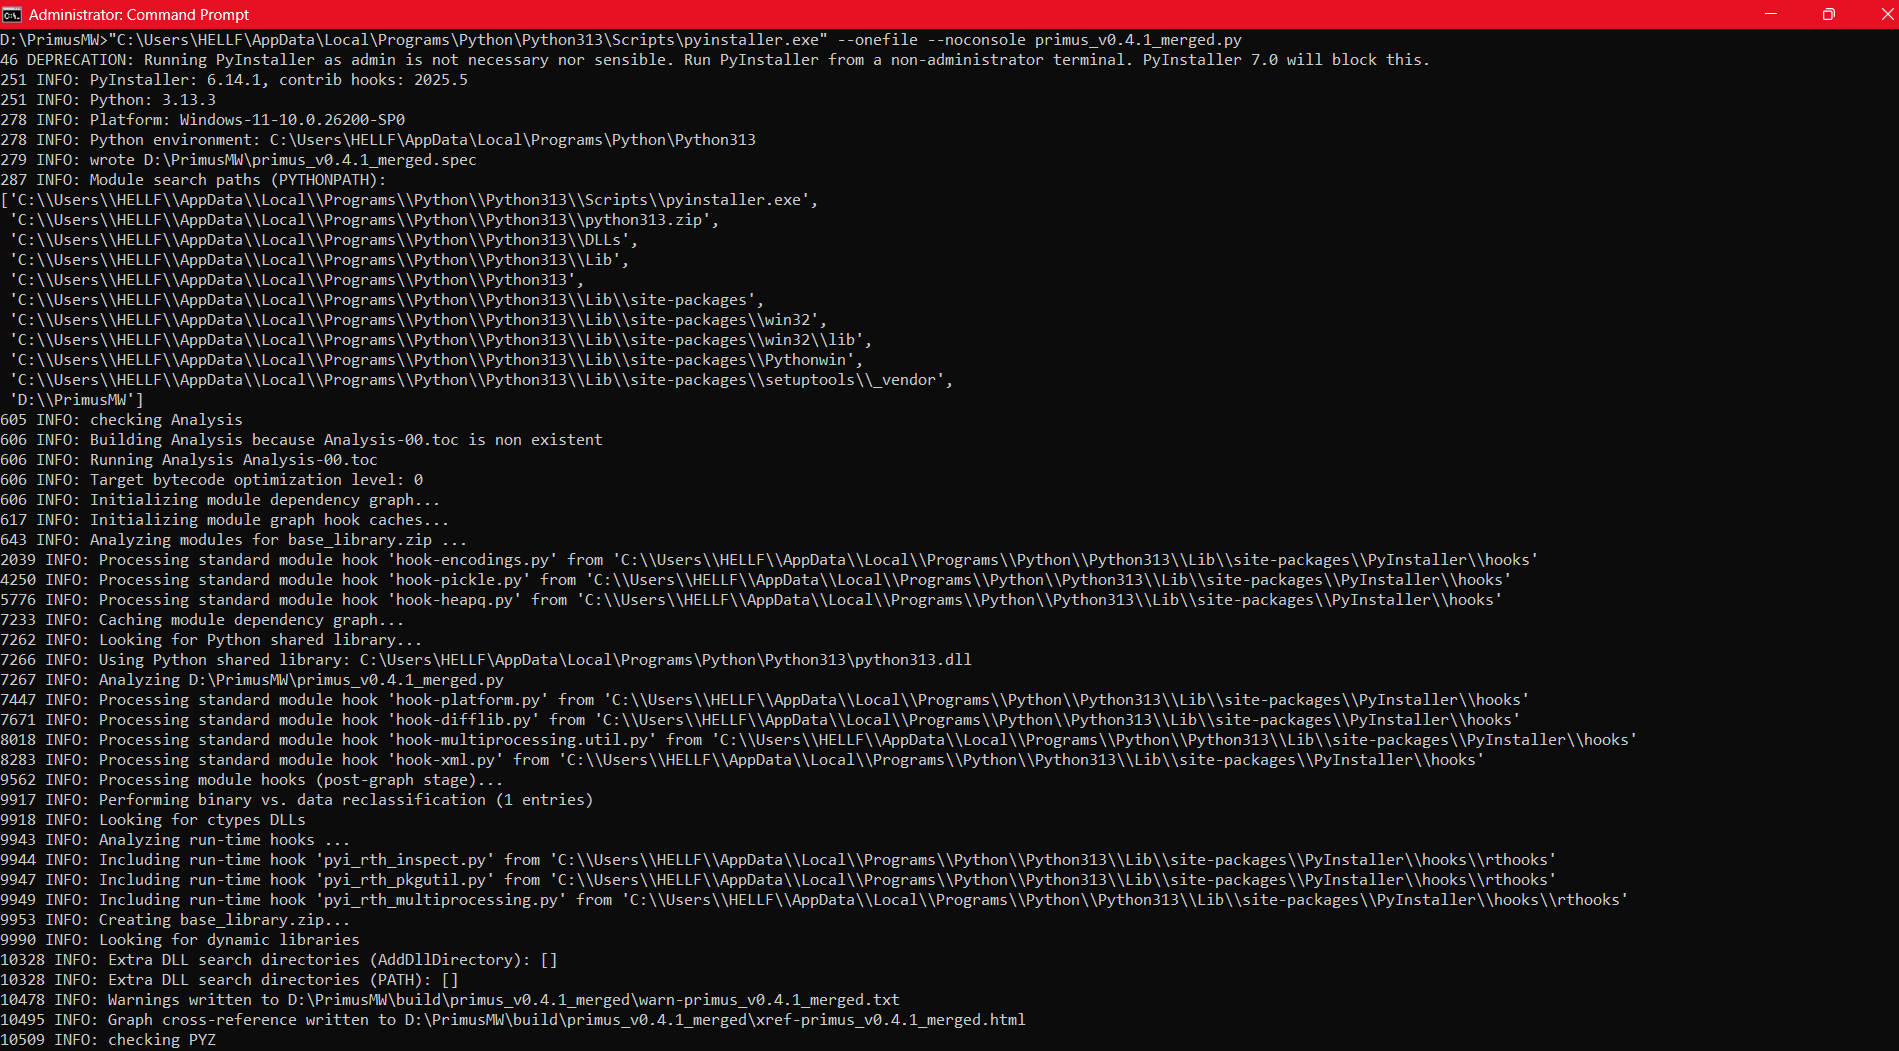 Administrator: Command Prompt
D:\PrimusMW>"C:\Users\HELLF\AppData\Local\Programs\Python\Python313\Scripts\pyinstaller.exe" --onefile --noconsole primus_v0.4.1_merged.py
46 DEPRECATION: Running PyInstaller as admin is not necessary nor sensible. Run PyInstaller from a non-administrator terminal. PyInstaller 7.0 will block this.
251 INFO: PyInstaller: 6.14.1, contrib hooks: 2025.5
251 INFO: Python: 3.13.3
278 INFO: Platform: Windows-11-10.0.26200-SP0
278 INFO: Python environment: C:\Users\HELLF\AppData\Local\Programs\Python\Python313
279 INFO: wrote D:\PrimusMW\primus_v0.4.1_merged.spec
287 INFO: Module search paths (PYTHONPATH):
['C:\\Users\\HELLF\\AppData\\Local\\Programs\\Python\\Python313\\Scripts\\pyinstaller.exe',
 'C:\\Users\\HELLF\\AppData\\Local\\Programs\\Python\\Python313\\python313.zip',
 'C:\\Users\\HELLF\\AppData\\Local\\Programs\\Python\\Python313\\DLLs',
 'C:\\Users\\HELLF\\AppData\\Local\\Programs\\Python\\Python313\\Lib',
 'C:\\Users\\HELLF\\AppData\\Local\\Programs\\Python\\Python313',
 'C:\\Users\\HELLF\\AppData\\Local\\Programs\\Python\\Python313\\Lib\\site-packages',
 'C:\\Users\\HELLF\\AppData\\Local\\Programs\\Python\\Python313\\Lib\\site-packages\\win32',
 'C:\\Users\\HELLF\\AppData\\Local\\Programs\\Python\\Python313\\Lib\\site-packages\\win32\\lib',
 'C:\\Users\\HELLF\\AppData\\Local\\Programs\\Python\\Python313\\Lib\\site-packages\\Pythonwin',
 'C:\\Users\\HELLF\\AppData\\Local\\Programs\\Python\\Python313\\Lib\\site-packages\\setuptools\\_vendor',
 'D:\\PrimusMW']
605 INFO: checking Analysis
606 INFO: Building Analysis because Analysis-00.toc is non existent
606 INFO: Running Analysis Analysis-00.toc
606 INFO: Target bytecode optimization level: 0
606 INFO: Initializing module dependency graph...
617 INFO: Initializing module graph hook caches...
643 INFO: Analyzing modules for base_library.zip ...
2039 INFO: Processing standard module hook 'hook-encodings.py' from 'C:\\Users\\HELLF\\AppData\\Local\\Programs\\Python\\Python313\\Lib\\site-packages\\PyInstaller\\hooks'
4250 INFO: Processing standard module hook 'hook-pickle.py' from 'C:\\Users\\HELLF\\AppData\\Local\\Programs\\Python\\Python313\\Lib\\site-packages\\PyInstaller\\hooks'
5776 INFO: Processing standard module hook 'hook-heapq.py' from 'C:\\Users\\HELLF\\AppData\\Local\\Programs\\Python\\Python313\\Lib\\site-packages\\PyInstaller\\hooks'
7233 INFO: Caching module dependency graph...
7262 INFO: Looking for Python shared library...
7266 INFO: Using Python shared library: C:\Users\HELLF\AppData\Local\Programs\Python\Python313\python313.dll
7267 INFO: Analyzing D:\PrimusMW\primus_v0.4.1_merged.py
7447 INFO: Processing standard module hook 'hook-platform.py' from 'C:\\Users\\HELLF\\AppData\\Local\\Programs\\Python\\Python313\\Lib\\site-packages\\PyInstaller\\hooks'
7671 INFO: Processing standard module hook 'hook-difflib.py' from 'C:\\Users\\HELLF\\AppData\\Local\\Programs\\Python\\Python313\\Lib\\site-packages\\PyInstaller\\hooks'
8018 INFO: Processing standard module hook 'hook-multiprocessing.util.py' from 'C:\\Users\\HELLF\\AppData\\Local\\Programs\\Python\\Python313\\Lib\\site-packages\\PyInstaller\\hooks'
8283 INFO: Processing standard module hook 'hook-xml.py' from 'C:\\Users\\HELLF\\AppData\\Local\\Programs\\Python\\Python313\\Lib\\site-packages\\PyInstaller\\hooks'
9562 INFO: Processing module hooks (post-graph stage)...
9917 INFO: Performing binary vs. data reclassification (1 entries)
9918 INFO: Looking for ctypes DLLs
9943 INFO: Analyzing run-time hooks ...
9944 INFO: Including run-time hook 'pyi_rth_inspect.py' from 'C:\\Users\\HELLF\\AppData\\Local\\Programs\\Python\\Python313\\Lib\\site-packages\\PyInstaller\\hooks\\rthooks'
9947 INFO: Including run-time hook 'pyi_rth_pkgutil.py' from 'C:\\Users\\HELLF\\AppData\\Local\\Programs\\Python\\Python313\\Lib\\site-packages\\PyInstaller\\hooks\\rthooks'
9949 INFO: Including run-time hook 'pyi_rth_multiprocessing.py' from 'C:\\Users\\HELLF\\AppData\\Local\\Programs\\Python\\Python313\\Lib\\site-packages\\PyInstaller\\hooks\\rthooks'
9953 INFO: Creating base_library.zip...
9990 INFO: Looking for dynamic libraries
10328 INFO: Extra DLL search directories (AddDllDirectory): []
10328 INFO: Extra DLL search directories (PATH): []
10478 INFO: Warnings written to D:\PrimusMW\build\primus_v0.4.1_merged\warn-primus_v0.4.1_merged.txt
10495 INFO: Graph cross-reference written to D:\PrimusMW\build\primus_v0.4.1_merged\xref-primus_v0.4.1_merged.html
10509 INFO: checking PYZ